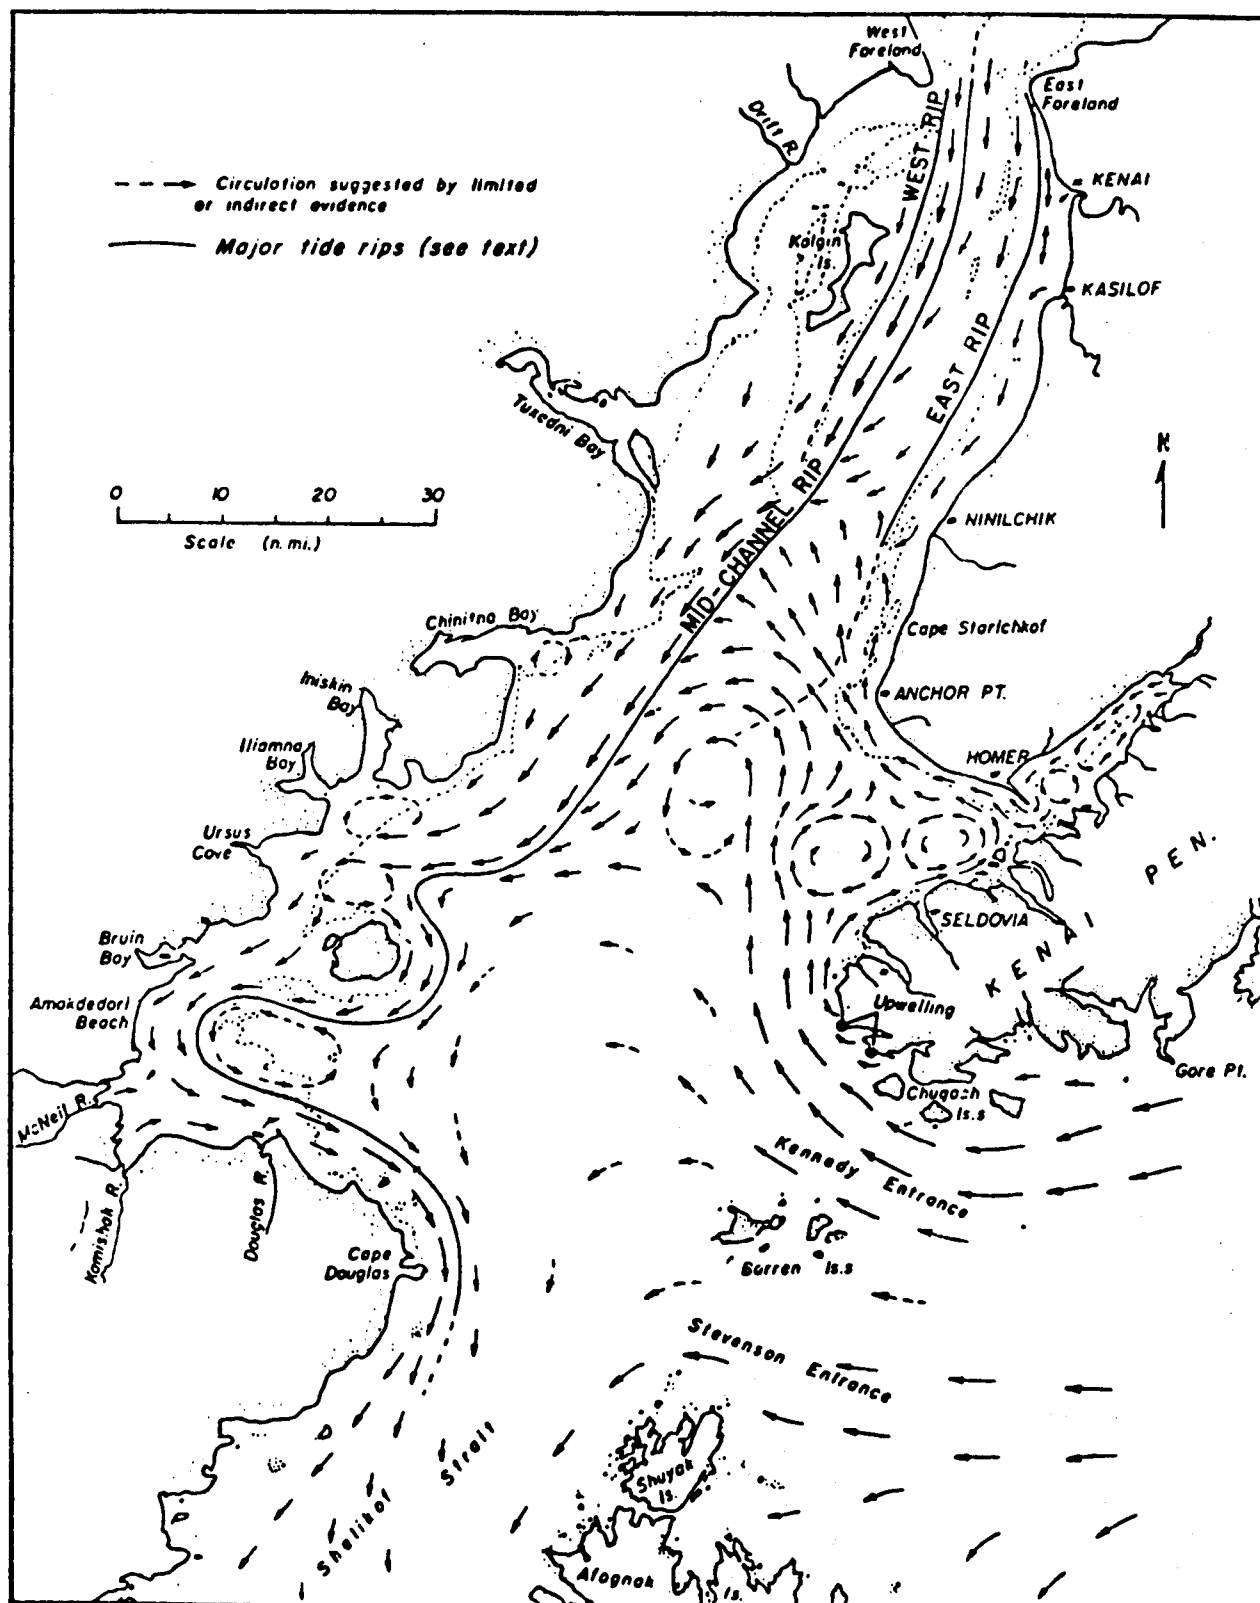 West
Foreland
East
Foreland
Drift R.
WEST RIP
Circulation suggested by limited
or indirect evidence
KENAI
Major tide rips (see text)
Kalgin
Is.
KASILOF
EAST RIP
Tuxedni Bay
N
0 10 20 30
Scale (n. mi.)
MID-CHANNEL RIP
NINILCHIK
Chinitna Bay
Cape Starichkof
Iniskin
Bay
ANCHOR PT.
Iliamna
Bay
HOMER
Ursus
Cove
KENAI PEN.
SELDOVIA
Bruin
Bay
Amakdedori
Beach
Upwelling
Gore Pt.
McNeil R.
Chugach
Is.s
Kennedy Entrance
Kamishak R.
Douglas R.
Cape
Douglas
Barren Is.s
Stevenson
Entrance
Shelikof Strait
Shuyak
Is.
Afognak
Is.